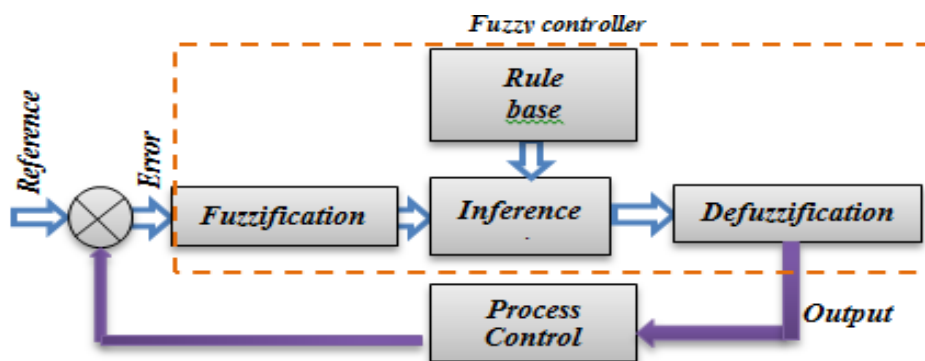 Fuzzy controller
Rule
base
Reference
Error
Fuzzification
Inference
.
Defuzzification
Process
Control
Output